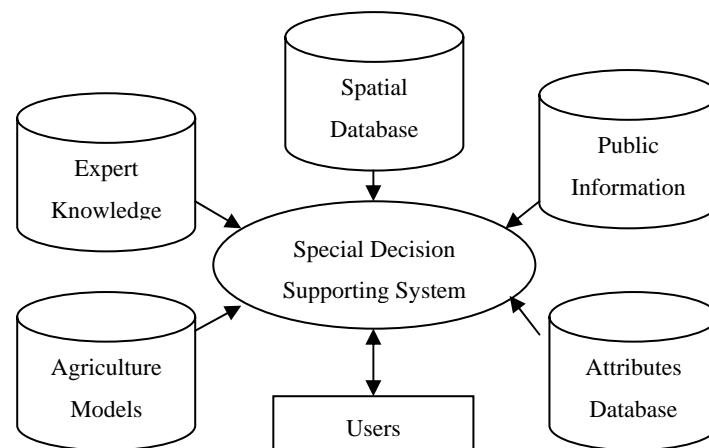 Spatial
Database
Expert
Knowledge
Public
Information
Special Decision
Supporting System
Agriculture
Models
Attributes
Database
Users